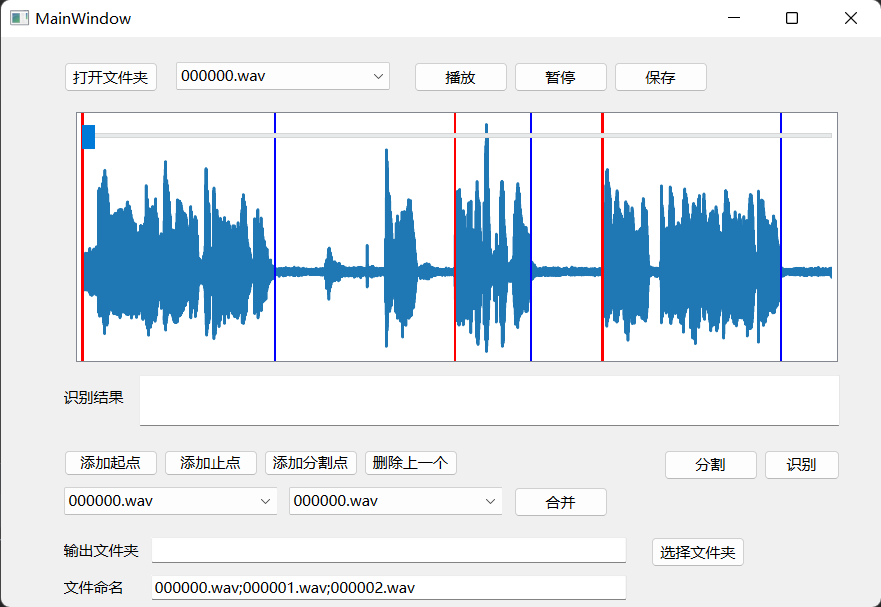 MainWindow
打开文件夹 000000.wav 播放 暂停 保存
识别结果
添加起点 添加止点 添加分割点 删除上一个 分割 识别
000000.wav 000000.wav 合并
输出文件夹 选择文件夹
文件命名 000000.wav;000001.wav;000002.wav